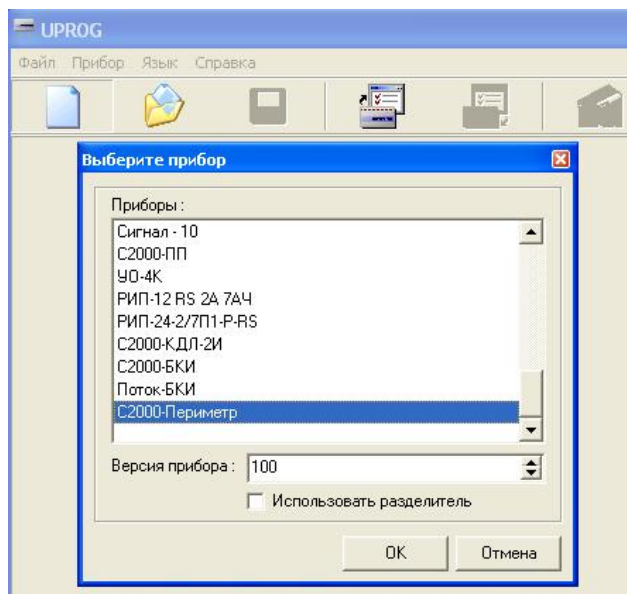 UPROG
Файл Прибор Язык Справка
Выберите прибор
Приборы :
Сигнал - 10
С2000-ПП
УО-4К
РИП-12 RS 2А 7АЧ
РИП-24-2/7П1-Р-RS
С2000-КДЛ-2И
С2000-БКИ
Поток-БКИ
С2000-Периметр
Версия прибора : 100
Использовать разделитель
OK Отмена